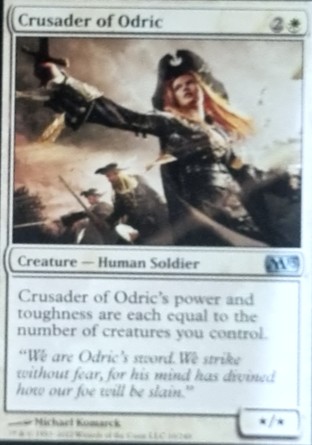 Crusader of Odric 2
Creature — Human Soldier M13
Crusader of Odric's power and
toughness are each equal to the
number of creatures you control.
"We are Odric's sword. We strike
without fear, for his mind has divined
how our foe will be slain."
Michael Komarck
*/*